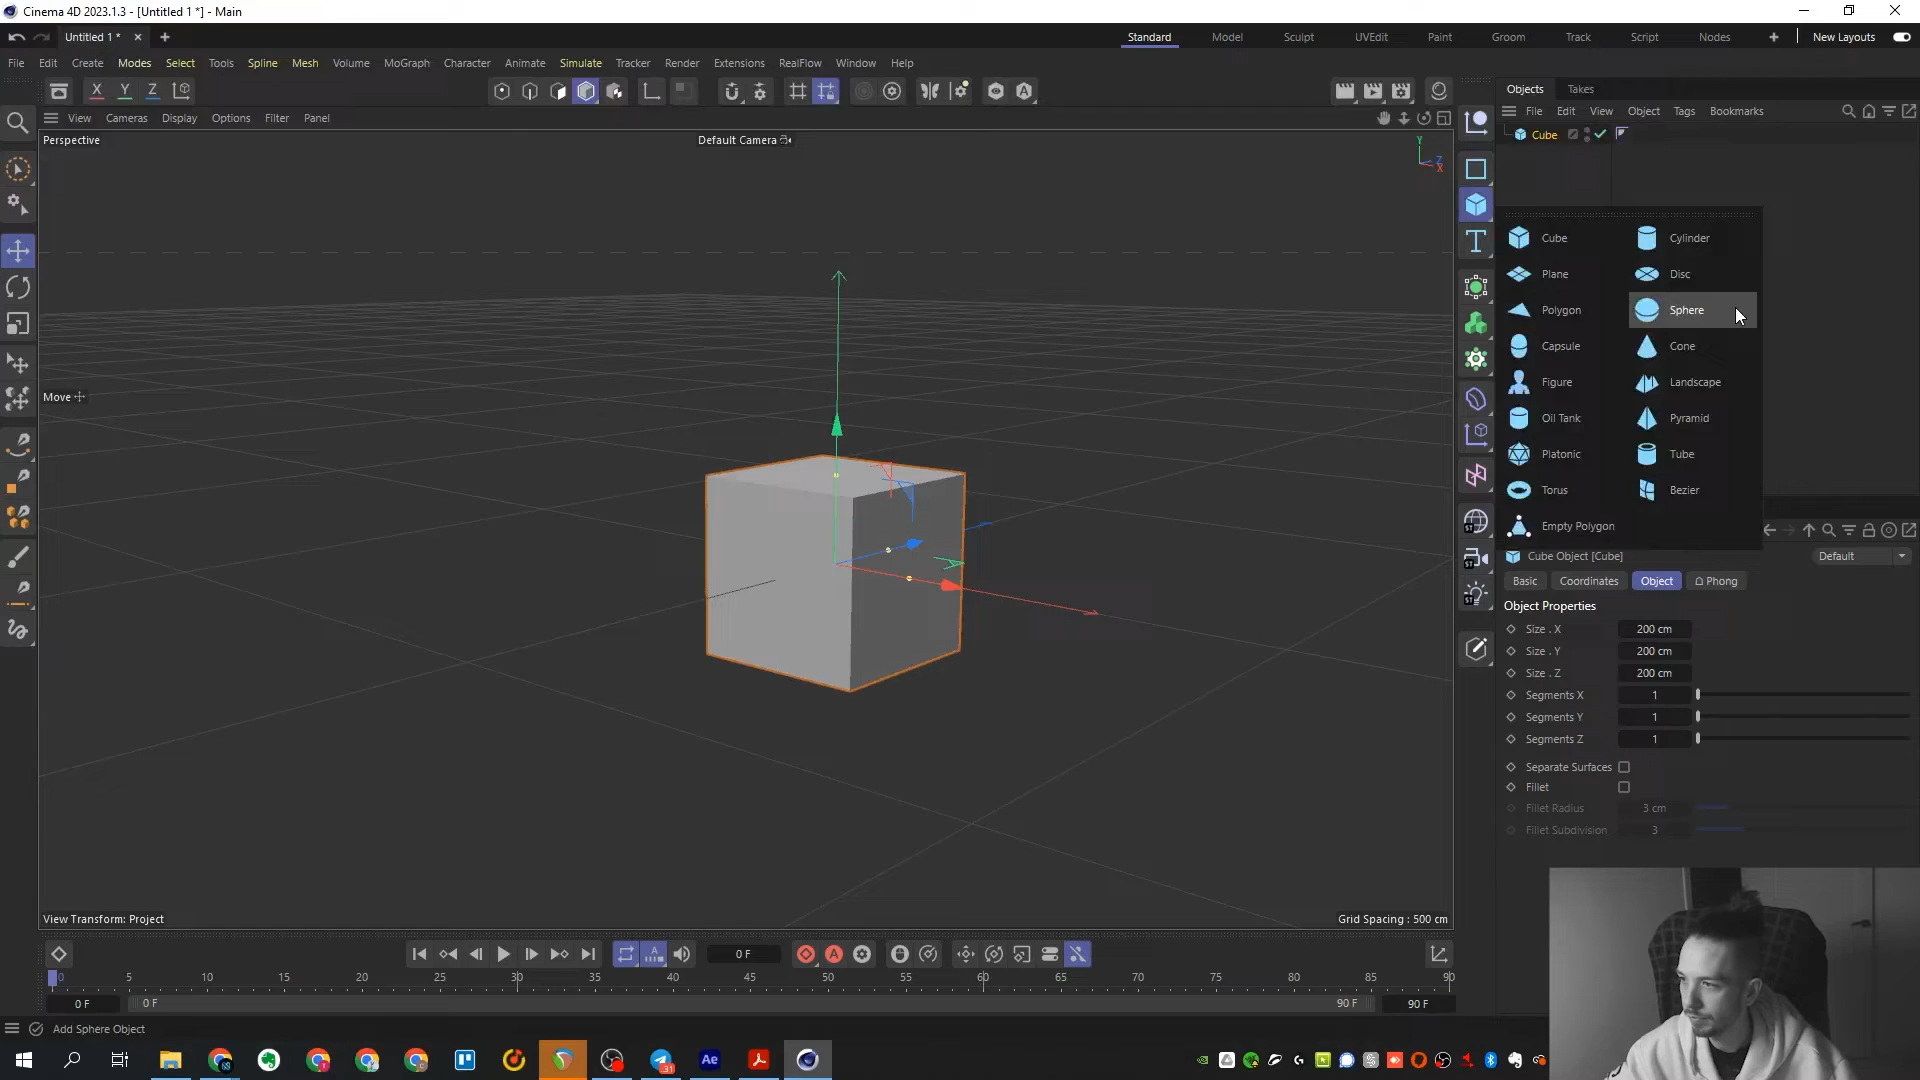 Cinema 4D 2023.1.3 - [Untitled 1 *] - Main
Untitled 1 *
Standard Model Sculpt UVEdit Paint Groom Track Script Nodes New Layouts
File Edit Create Modes Select Tools Spline Mesh Volume MoGraph Character Animate Simulate Tracker Render Extensions RealFlow Window Help
X Y Z
Objects Takes
View Cameras Display Options Filter Panel
File Edit View Object Tags Bookmarks
Perspective
Default Camera
Y
Z
X
Cube
Cube Cylinder
Plane Disc
Polygon Sphere
Capsule Cone
Figure Landscape
Oil Tank Pyramid
Platonic Tube
Torus Bezier
Empty Polygon
Move
Cube Object [Cube]
Default
Basic Coordinates Object Phong
Object Properties
Size . X 200 cm
Size . Y 200 cm
Size . Z 200 cm
Segments X 1
Segments Y 1
Segments Z 1
Separate Surfaces
Fillet
Fillet Radius 3 cm
Fillet Subdivision 3
View Transform: Project
Grid Spacing : 500 cm
0 F
0 5 10 15 20 25 30 35 40 45 50 55 60 65 70 75 80 85 90
0 F 0 F 90 F 90 F
Add Sphere Object
31
Ae